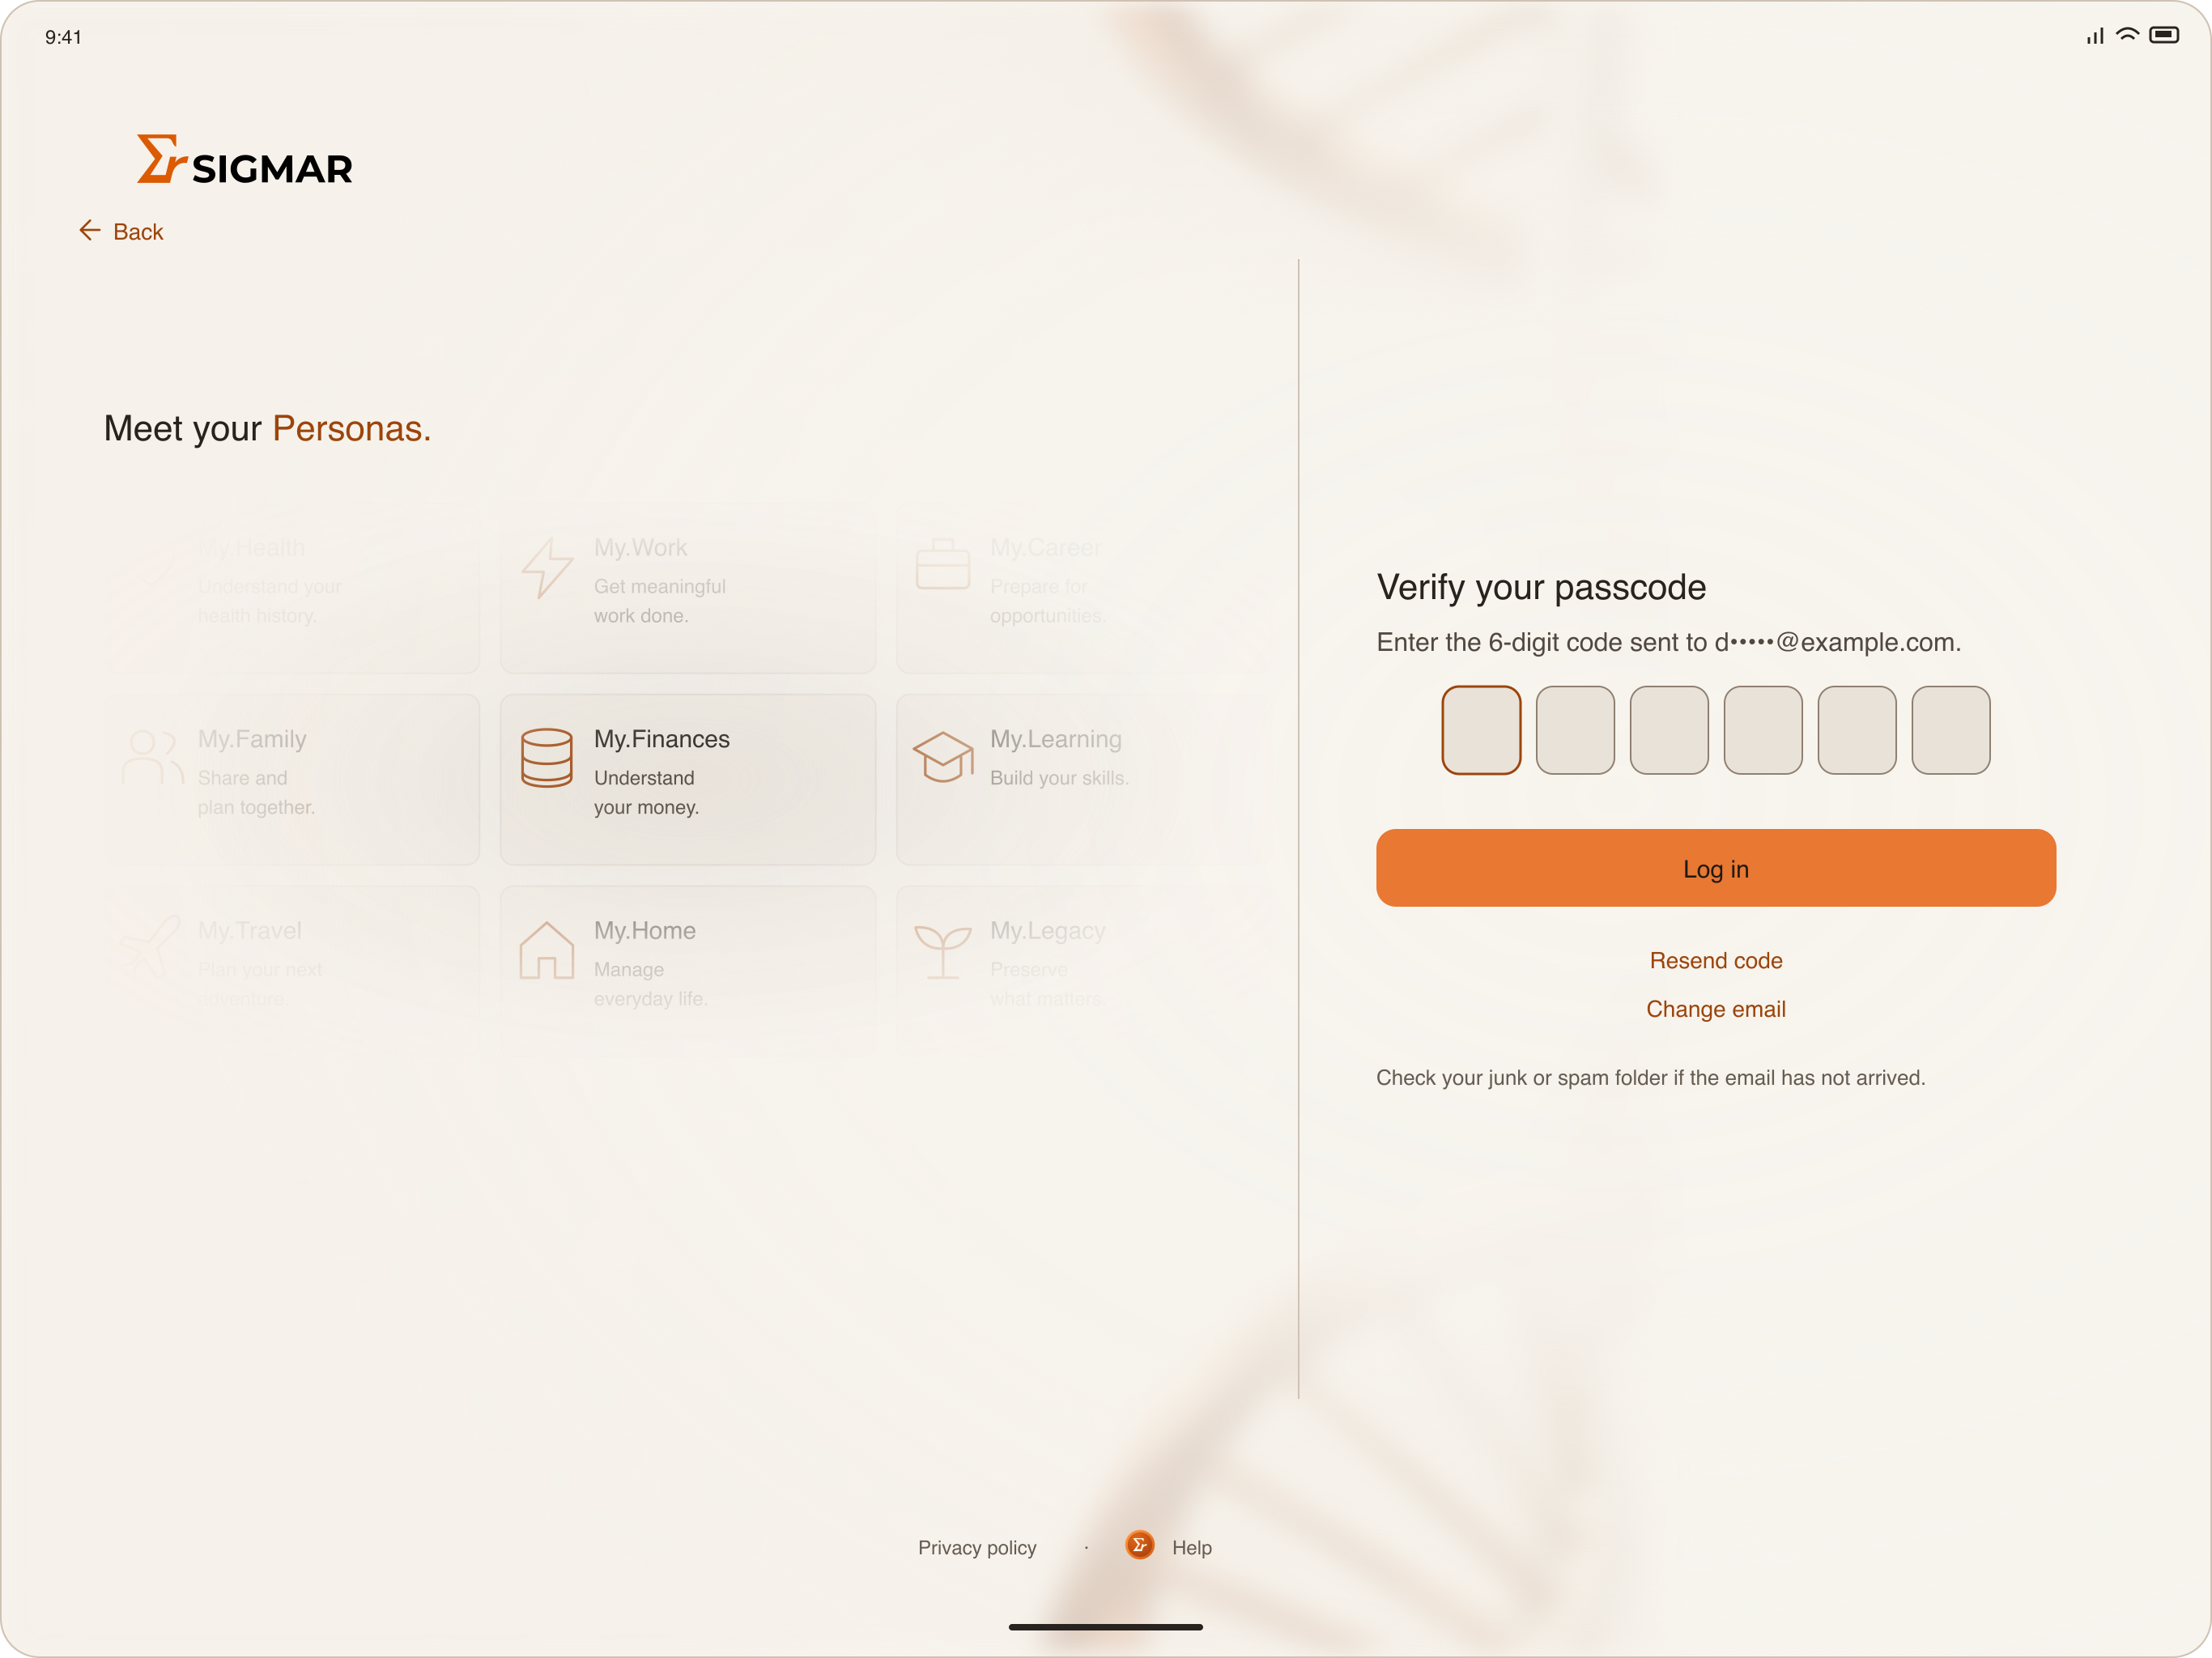 9:41
ΣrSIGMAR
Back
Meet your Personas.
My.Health
Understand your
health history.
My.Work
Get meaningful
work done.
My.Career
Prepare for
opportunities.
My.Family
Share and
plan together.
My.Finances
Understand
your money.
My.Learning
Build your skills.
My.Travel
Plan your next
adventure.
My.Home
Manage
everyday life.
My.Legacy
Preserve
what matters.
Verify your passcode
Enter the 6-digit code sent to d•••••@example.com.
Log in
Resend code
Change email
Check your junk or spam folder if the email has not arrived.
Privacy policy · Σr Help